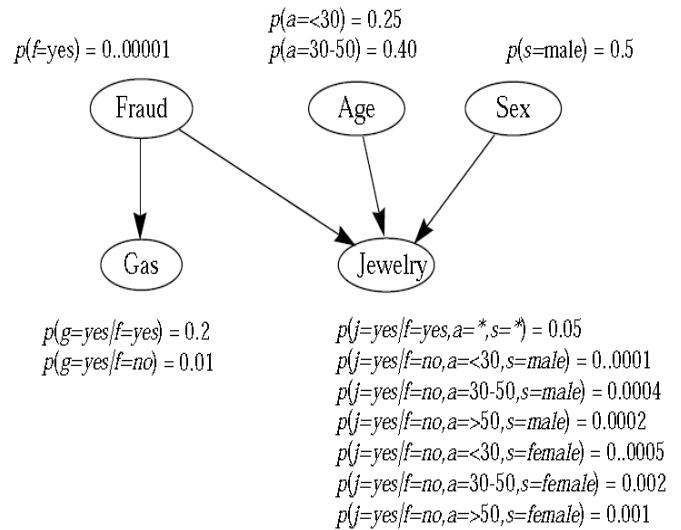 p(a=<30) = 0.25
p(f=yes) = 0..00001
p(a=30-50) = 0.40
p(s=male) = 0.5
Fraud
Age
Sex
Gas
Jewelry
p(g=yes/f=yes) = 0.2
p(g=yes/f=no) = 0.01
p(j=yes/f=yes,a=*,s=*) = 0.05
p(j=yes/f=no,a=<30,s=male) = 0..0001
p(j=yes/f=no,a=30-50,s=male) = 0.0004
p(j=yes/f=no,a=>50,s=male) = 0.0002
p(j=yes/f=no,a=<30,s=female) = 0..0005
p(j=yes/f=no,a=30-50,s=female) = 0.002
p(j=yes/f=no,a=>50,s=female) = 0.001